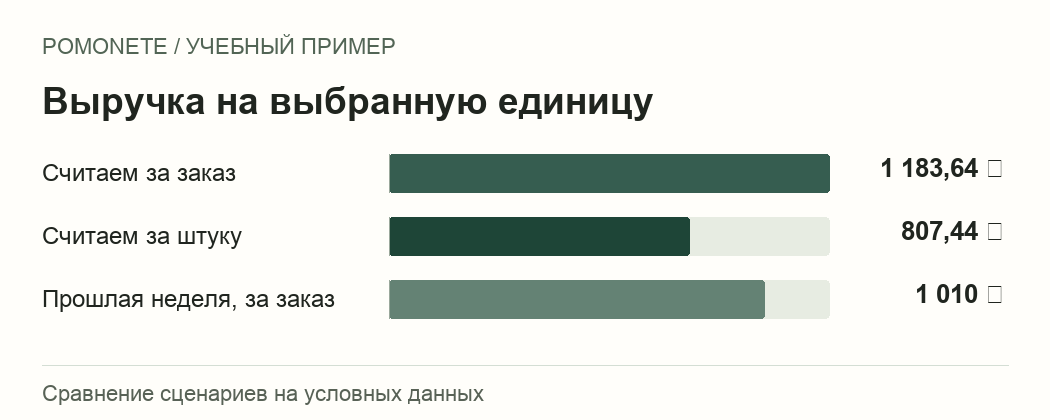 POMONETE / УЧЕБНЫЙ ПРИМЕР
Выручка на выбранную единицу
Считаем за заказ 1 183,64 □
Считаем за штуку 807,44 □
Прошлая неделя, за заказ 1 010 □
Сравнение сценариев на условных данных